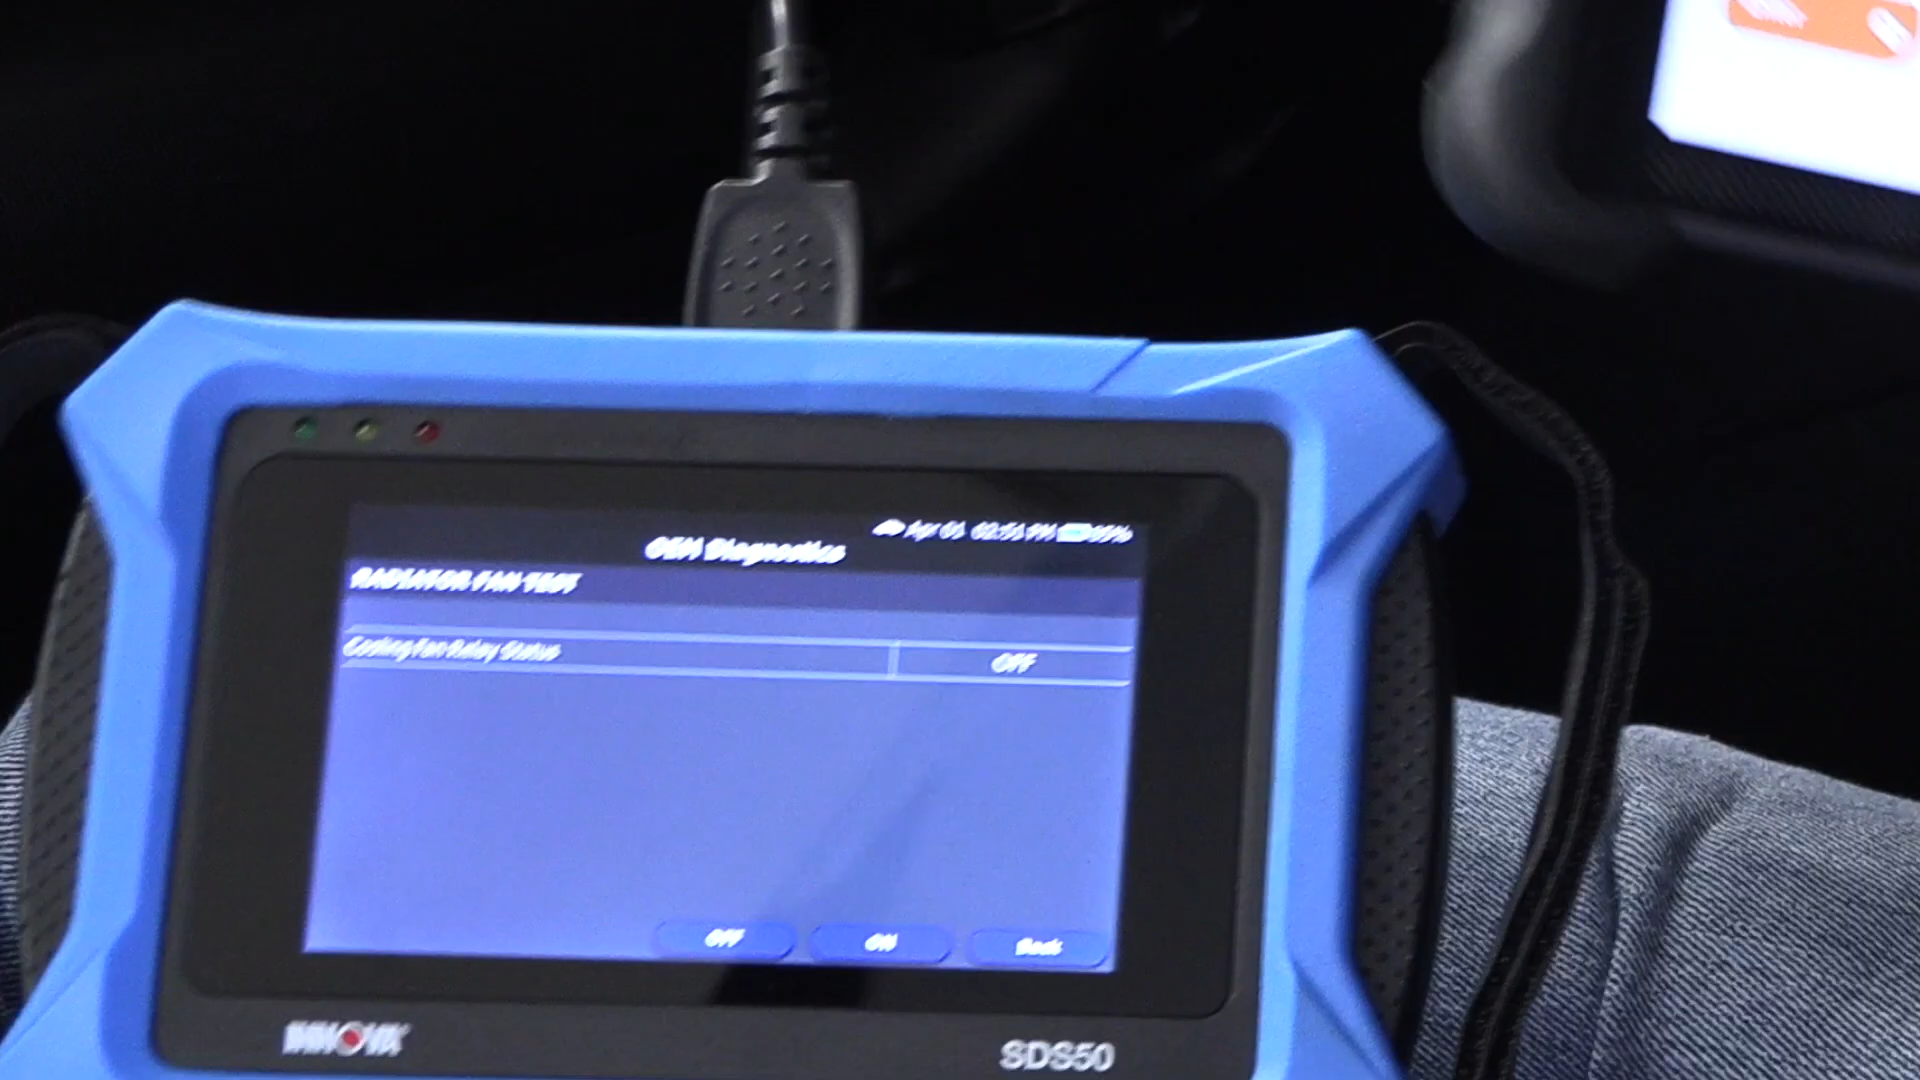 OEM Diagnostics
RADIATOR FAN TEST
Cooling Fan Relay Status OFF
OFF ON Back
INNOVA SDS50